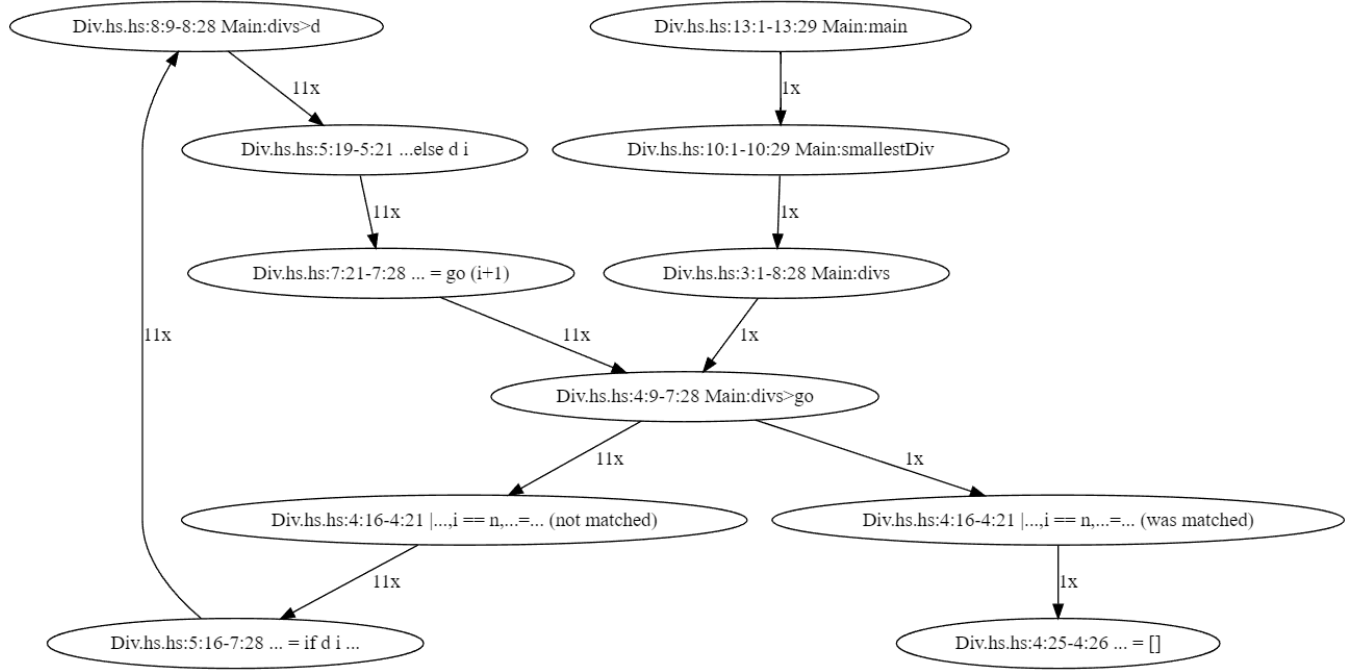 Div.hs.hs:8:9-8:28 Main:divs>d
Div.hs.hs:13:1-13:29 Main:main
11x
1x
Div.hs.hs:5:19-5:21 ...else d i
Div.hs.hs:10:1-10:29 Main:smallestDiv
11x
1x
Div.hs.hs:7:21-7:28 ... = go (i+1)
Div.hs.hs:3:1-8:28 Main:divs
11x
11x
1x
Div.hs.hs:4:9-7:28 Main:divs>go
11x
1x
Div.hs.hs:4:16-4:21 |...,i == n,...=... (not matched)
Div.hs.hs:4:16-4:21 |...,i == n,...=... (was matched)
11x
1x
Div.hs.hs:5:16-7:28 ... = if d i ...
Div.hs.hs:4:25-4:26 ... = []